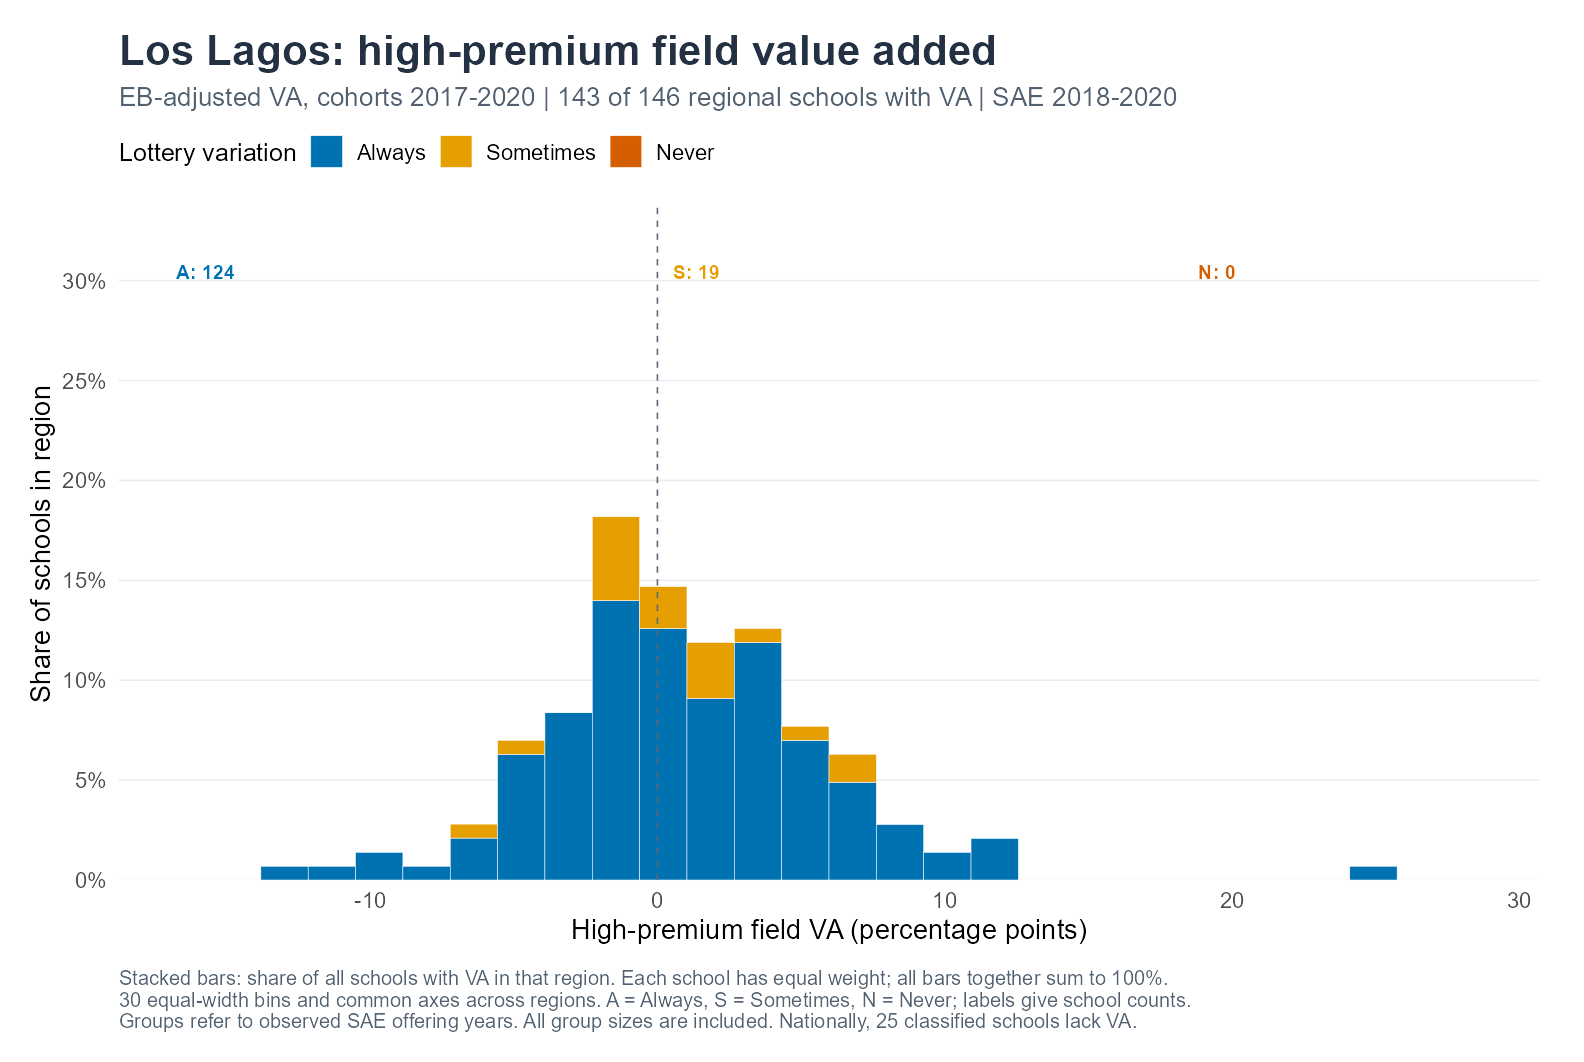 Los Lagos: high-premium field value added
EB-adjusted VA, cohorts 2017-2020 | 143 of 146 regional schools with VA | SAE 2018-2020
Lottery variation Always Sometimes Never
A: 124 S: 19 N: 0
30%
25%
20%
15%
10%
5%
0%
Share of schools in region
-10 0 10 20 30
High-premium field VA (percentage points)
Stacked bars: share of all schools with VA in that region. Each school has equal weight; all bars together sum to 100%.
30 equal-width bins and common axes across regions. A = Always, S = Sometimes, N = Never; labels give school counts.
Groups refer to observed SAE offering years. All group sizes are included. Nationally, 25 classified schools lack VA.